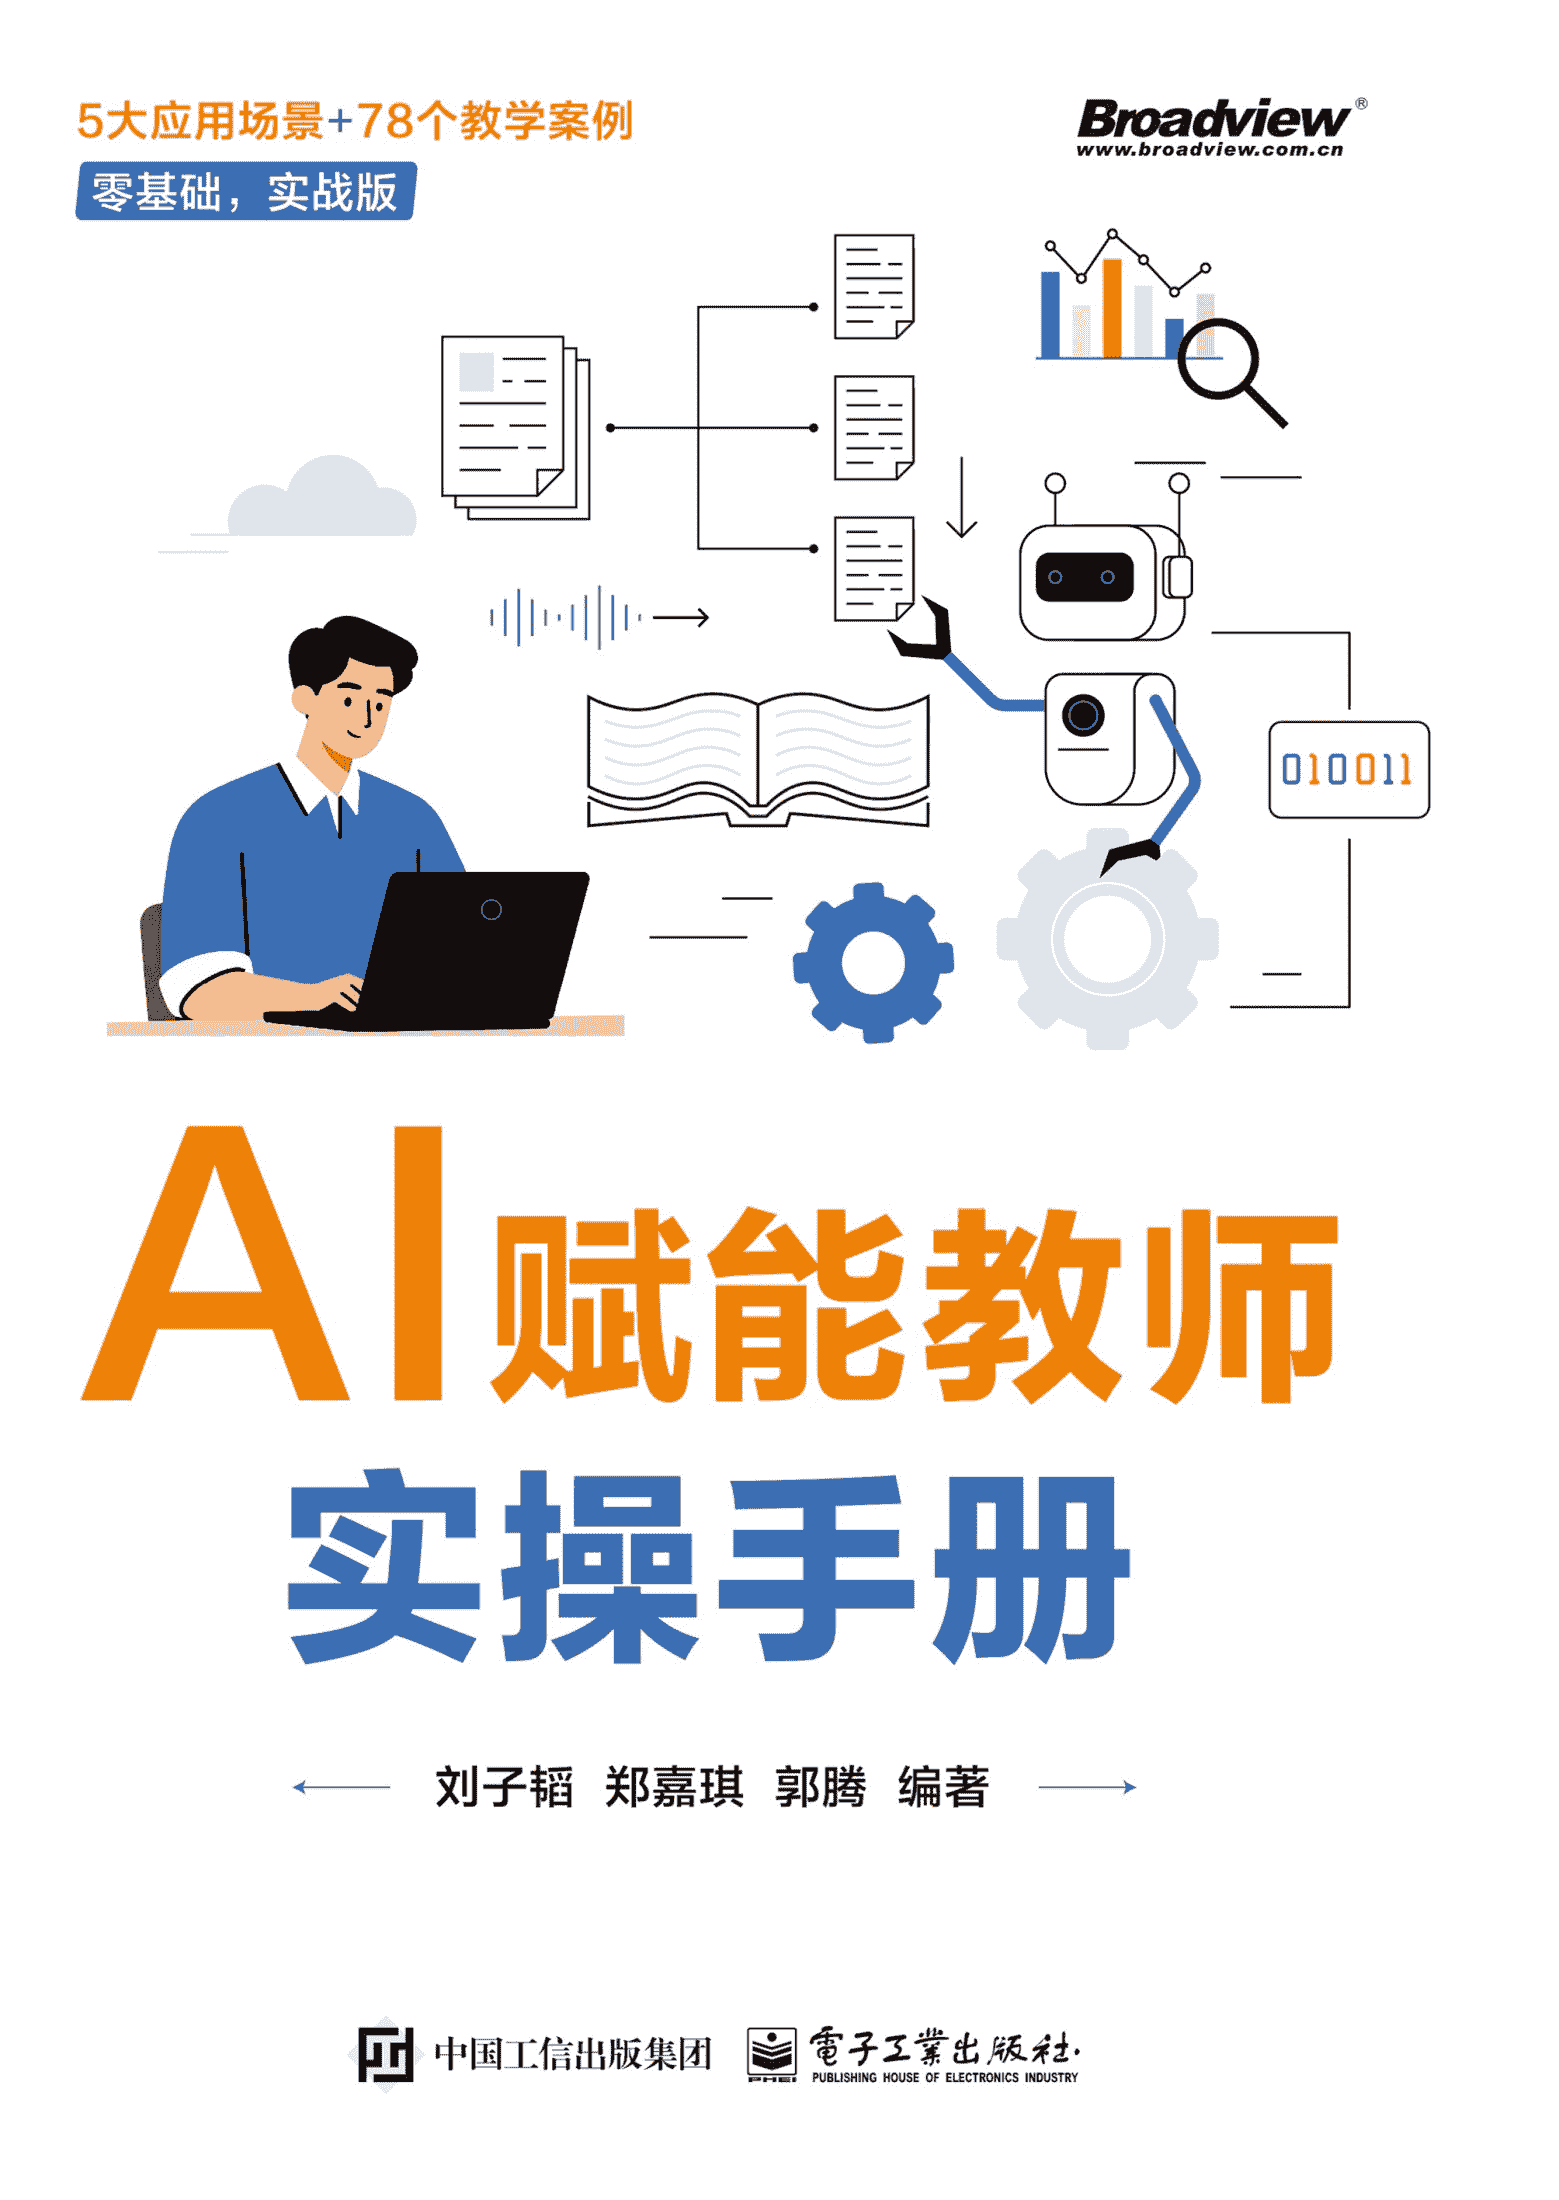 5大应用场景+78个教学案例
零基础，实战版
Broadview®
www.broadview.com.cn
010011
AI赋能教师
实操手册
刘子韬 郑嘉琪 郭腾 编著
中国工信出版集团
電子工業出版社·
PHEI
PUBLISHING HOUSE OF ELECTRONICS INDUSTRY